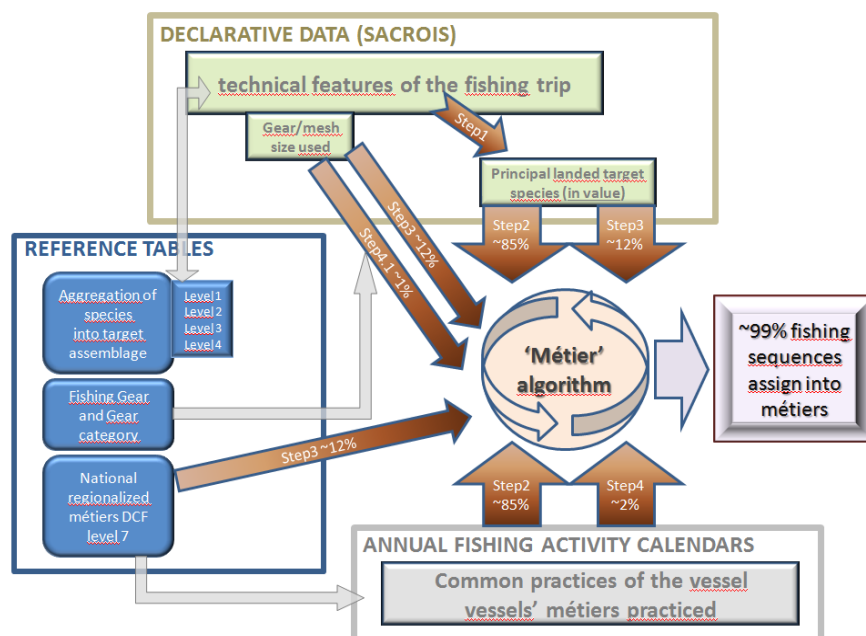 DECLARATIVE DATA (SACROIS)
technical features of the fishing trip
Gear/mesh
size used
Step1
Principal landed target
species (in value)
Step2
~85%
Step3
~12%
Step3 ~12%
Step4.1 ~1%
REFERENCE TABLES
Aggregation of
species
into target
assemblage
Level 1
Level 2
Level 3
Level 4
Fishing Gear
and Gear
category
National
regionalized
métiers DCF
level 7
Step3 ~12%
‘Métier’
algorithm
~99% fishing
sequences
assign into
métiers
Step2
~85%
Step4
~2%
ANNUAL FISHING ACTIVITY CALENDARS
Common practices of the vessel
vessels’ métiers practiced